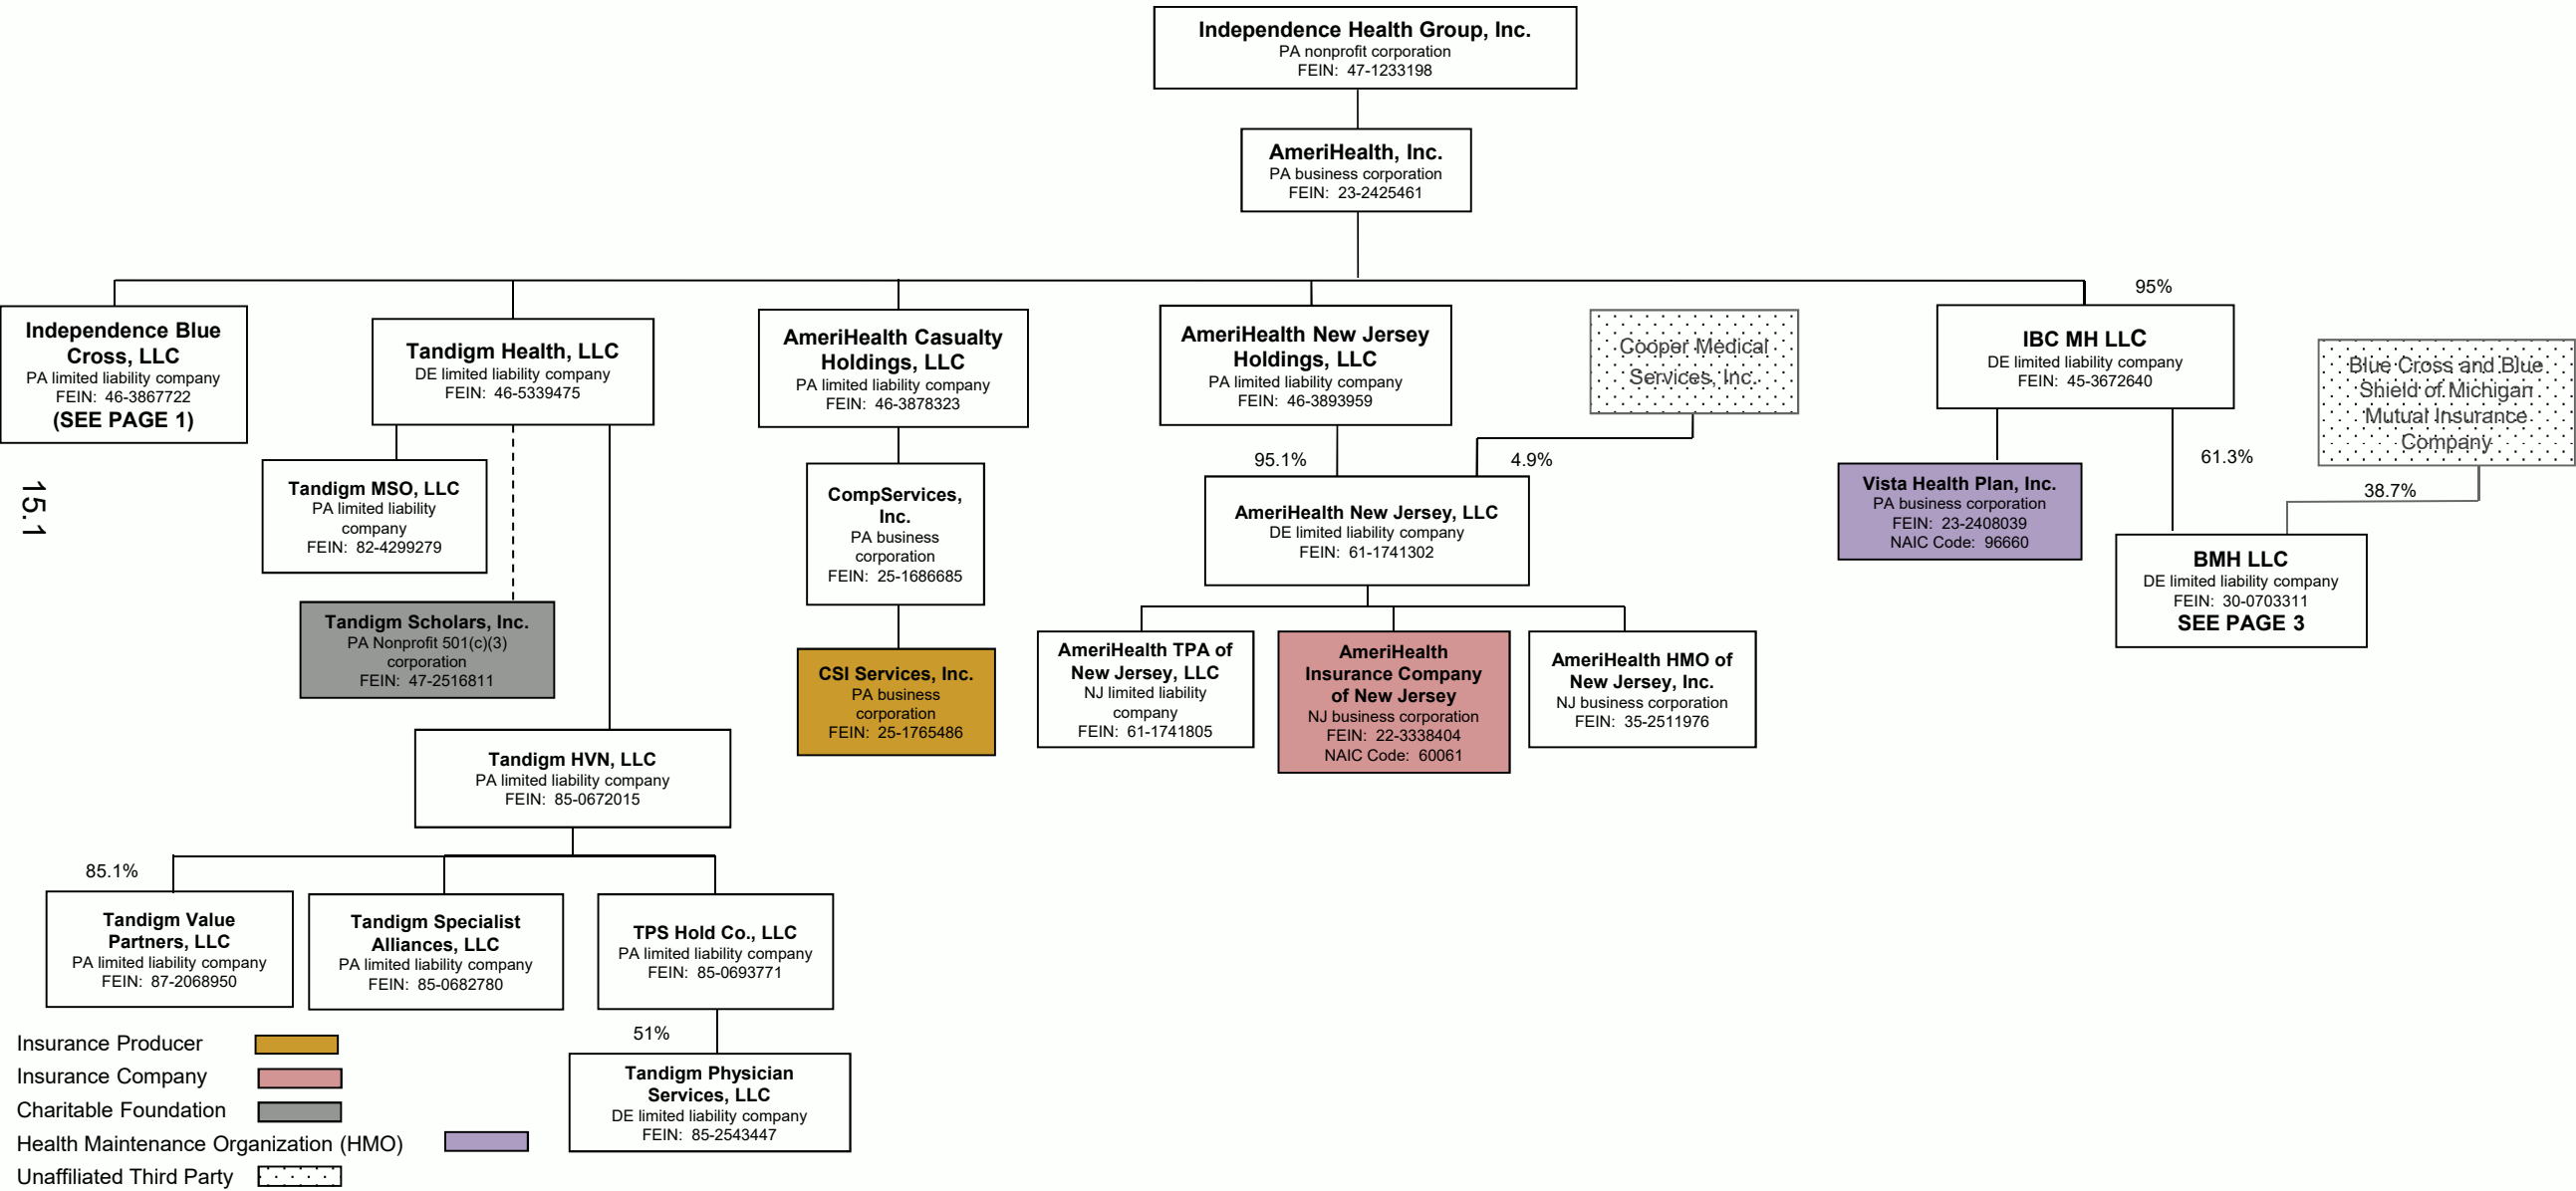 Independence Health Group, Inc.
PA nonprofit corporation
FEIN: 47-1233198
AmeriHealth, Inc.
PA business corporation
FEIN: 23-2425461
95%
Independence Blue
Cross, LLC
PA limited liability company
FEIN: 46-3867722
(SEE PAGE 1)
Tandigm Health, LLC
DE limited liability company
FEIN: 46-5339475
AmeriHealth Casualty
Holdings, LLC
PA limited liability company
FEIN: 46-3878323
AmeriHealth New Jersey
Holdings, LLC
PA limited liability company
FEIN: 46-3893959
Cooper Medical
Services, Inc.
IBC MH LLC
DE limited liability company
FEIN: 45-3672640
Blue Cross and Blue
Shield of Michigan
Mutual Insurance
Company
15.1
Tandigm MSO, LLC
PA limited liability
company
FEIN: 82-4299279
CompServices,
Inc.
PA business
corporation
FEIN: 25-1686685
95.1%
4.9%
AmeriHealth New Jersey, LLC
DE limited liability company
FEIN: 61-1741302
Vista Health Plan, Inc.
PA business corporation
FEIN: 23-2408039
NAIC Code: 96660
61.3%
38.7%
BMH LLC
DE limited liability company
FEIN: 30-0703311
SEE PAGE 3
Tandigm Scholars, Inc.
PA Nonprofit 501(c)(3)
corporation
FEIN: 47-2516811
CSI Services, Inc.
PA business
corporation
FEIN: 25-1765486
AmeriHealth TPA of
New Jersey, LLC
NJ limited liability
company
FEIN: 61-1741805
AmeriHealth
Insurance Company
of New Jersey
NJ business corporation
FEIN: 22-3338404
NAIC Code: 60061
AmeriHealth HMO of
New Jersey, Inc.
NJ business corporation
FEIN: 35-2511976
Tandigm HVN, LLC
PA limited liability company
FEIN: 85-0672015
85.1%
Tandigm Value
Partners, LLC
PA limited liability company
FEIN: 87-2068950
Tandigm Specialist
Alliances, LLC
PA limited liability company
FEIN: 85-0682780
TPS Hold Co., LLC
PA limited liability company
FEIN: 85-0693771
51%
Tandigm Physician
Services, LLC
DE limited liability company
FEIN: 85-2543447
Insurance Producer
Insurance Company
Charitable Foundation
Health Maintenance Organization (HMO)
Unaffiliated Third Party